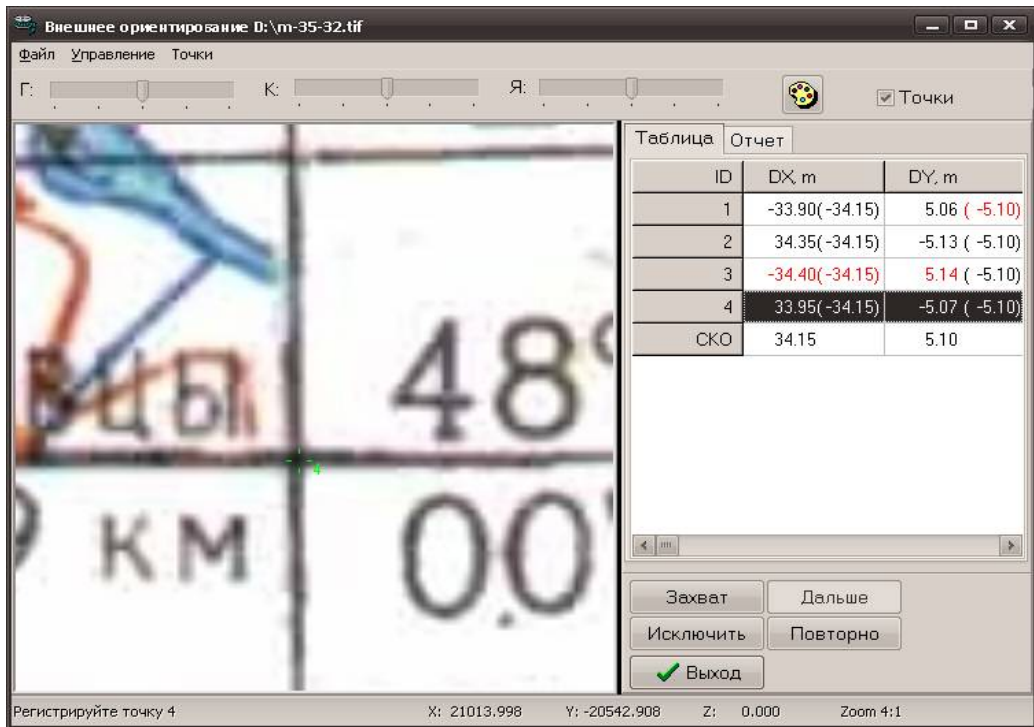 Внешнее ориентирование D:\m-35-32.tif
Файл Управление Точки
Г: К: Я: Точки
Таблица Отчет
ID DX, m DY, m
1 -33.90(-34.15) 5.06 ( -5.10)
2 34.35(-34.15) -5.13 ( -5.10)
3 -34.40(-34.15) 5.14 ( -5.10)
4 33.95(-34.15) -5.07 ( -5.10)
СКО 34.15 5.10
вцы 48°
4
км 00'
Захват Дальше
Исключить Повторно
Выход
Регистрируйте точку 4 X: 21013.998 Y: -20542.908 Z: 0.000 Zoom 4:1